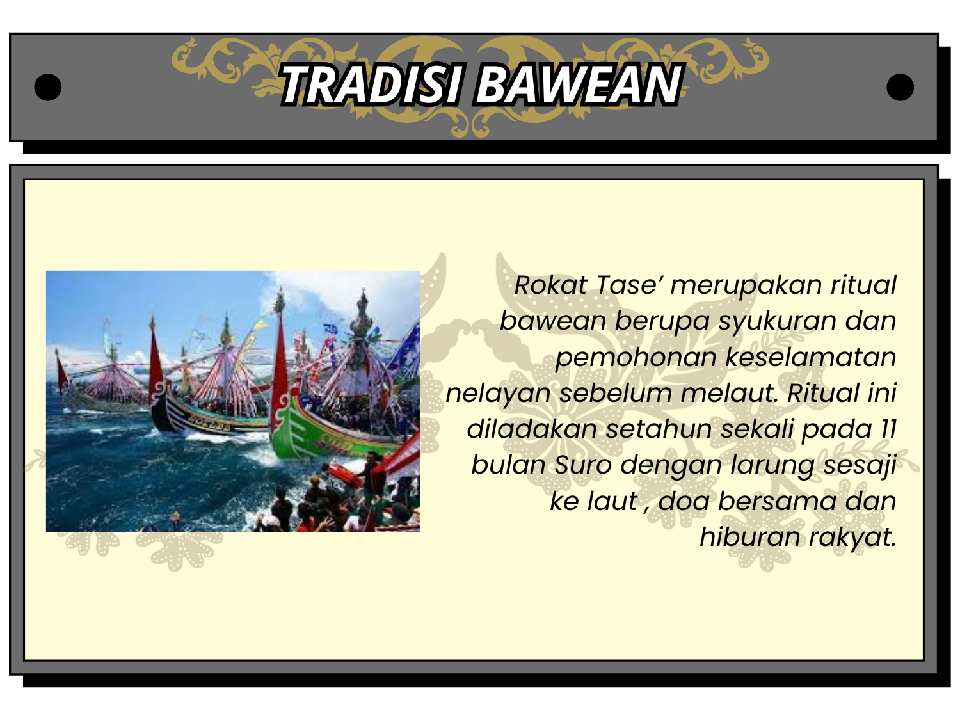 TRADISI BAWEAN
Rokat Tase’ merupakan ritual
bawean berupa syukuran dan
pemohonan keselamatan
nelayan sebelum melaut. Ritual ini
diladakan setahun sekali pada 11
bulan Suro dengan larung sesaji
ke laut , doa bersama dan
hiburan rakyat.